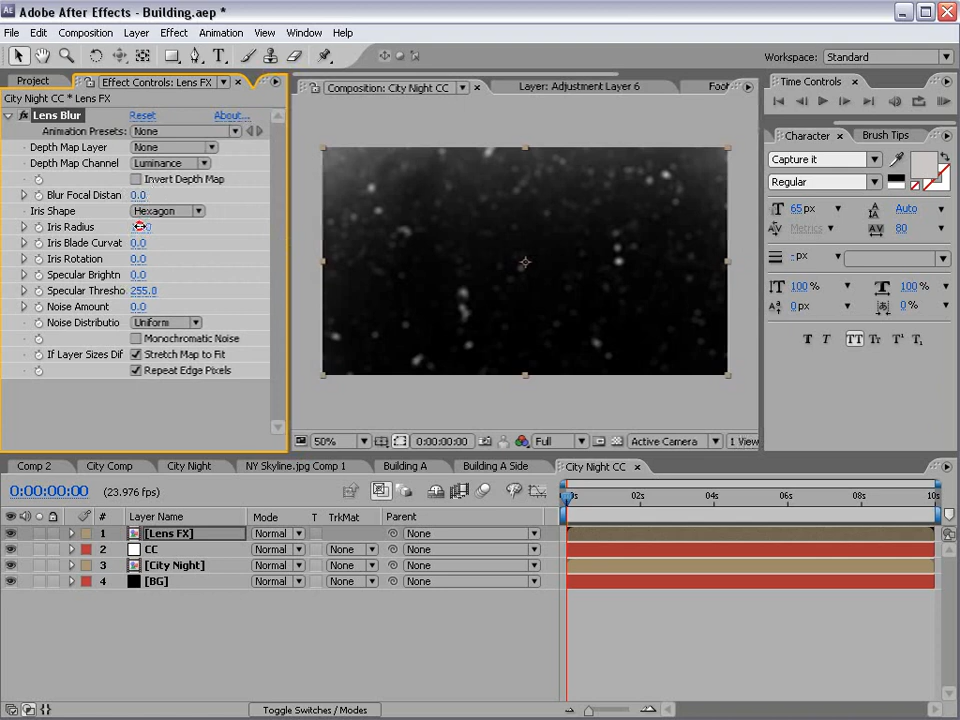 Adobe After Effects - Building.aep *
File Edit Composition Layer Effect Animation View Window Help
Workspace: Standard
Project Effect Controls: Lens FX
City Night CC * Lens FX
Lens Blur Reset About...
Animation Presets: None
Depth Map Layer None
Depth Map Channel Luminance
Invert Depth Map
Blur Focal Distan 0.0
Iris Shape Hexagon
Iris Radius
Iris Blade Curvat 0.0
Iris Rotation 0.0
Specular Brightn 0.0
Specular Thresho 255.0
Noise Amount 0.0
Noise Distributio Uniform
Monochromatic Noise
If Layer Sizes Dif Stretch Map to Fit
Repeat Edge Pixels
Composition: City Night CC Layer: Adjustment Layer 6 Foot
50% 0:00:00:00 Full Active Camera 1 View
Time Controls
Character Brush Tips
Capture it
Regular
65 px Auto
Metrics 80
- px
100 % 100 %
0 px 0 %
T T TT Tr T¹ T₁
Comp 2 City Comp City Night NY Skyline.jpg Comp 1 Building A Building A Side City Night CC
0:00:00:00 (23.976 fps)
0s 02s 04s 06s 08s 10s
# Layer Name Mode T TrkMat Parent
1 [Lens FX] Normal None
2 CC Normal None None
3 [City Night] Normal None None
4 [BG] Normal None None
Toggle Switches / Modes